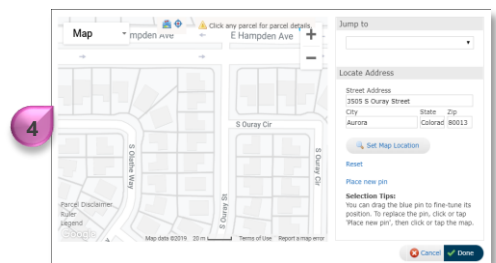 4
Map
mpden Ave
Click any parcel for parcel details.
E Hampden Ave
+
−
S Ouray Cir
S Olathe Way
S Ouray St
S Ouray Cir
Parcel Disclaimer
Ruler
Legend
Google
Map data ©2019
20 m
Terms of Use
Report a map error
Jump to
Locate Address
Street Address
3505 S Ouray Street
City State Zip
Aurora Colorad 80013
Set Map Location
Reset
Place new pin
Selection Tips:
You can drag the blue pin to fine-tune its
position. To replace the pin, click or tap
'Place new pin', then click or tap the map.
Cancel
Done